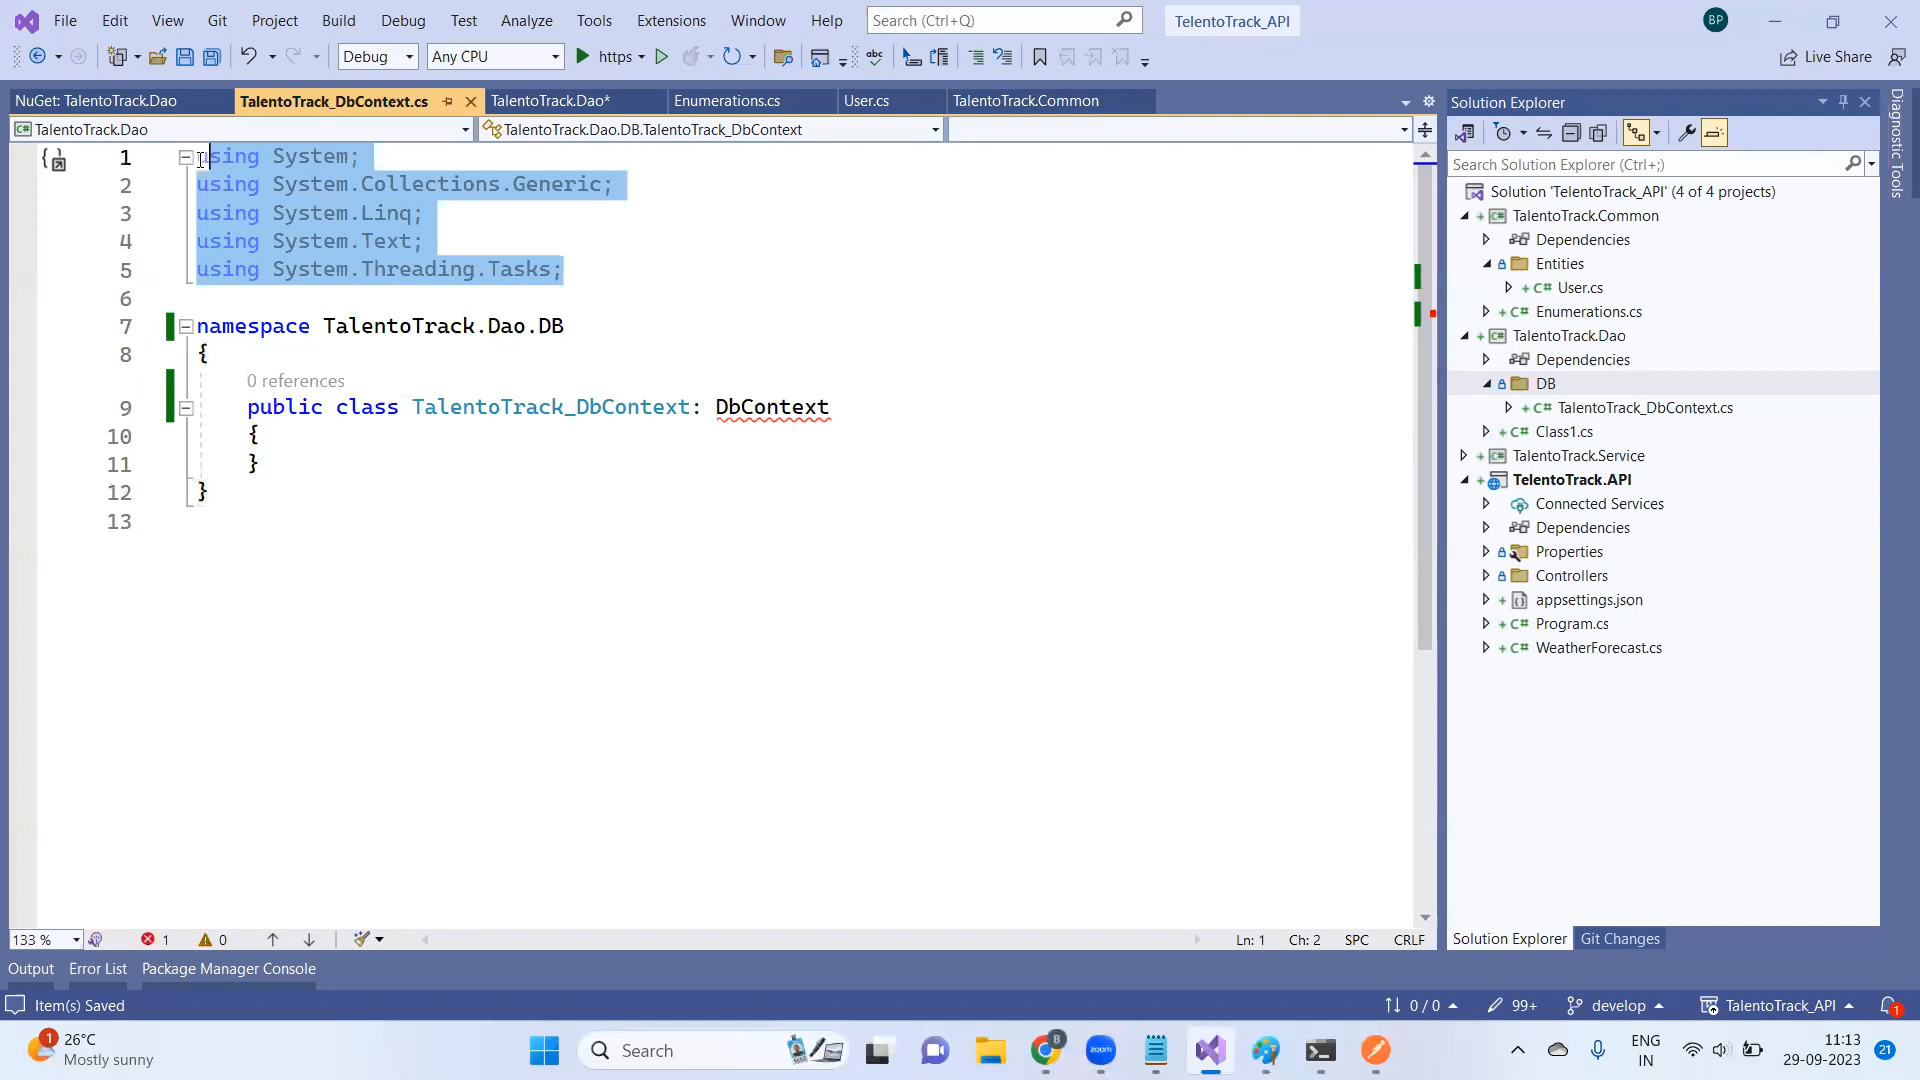 File Edit View Git Project Build Debug Test Analyze Tools Extensions Window Help Search (Ctrl+Q) TelentoTrack_API BP
Debug Any CPU https Live Share
NuGet: TalentoTrack.Dao TalentoTrack_DbContext.cs TalentoTrack.Dao* Enumerations.cs User.cs TalentoTrack.Common
TalentoTrack.Dao TalentoTrack.Dao.DB.TalentoTrack_DbContext
1 using System;
2 using System.Collections.Generic;
3 using System.Linq;
4 using System.Text;
5 using System.Threading.Tasks;
6
7 namespace TalentoTrack.Dao.DB
8 {
0 references
9 public class TalentoTrack_DbContext: DbContext
10 {
11 }
12 }
13
133 % 1 0 Ln: 1 Ch: 2 SPC CRLF
Solution Explorer
Search Solution Explorer (Ctrl+;)
Solution 'TelentoTrack_API' (4 of 4 projects)
TalentoTrack.Common
Dependencies
Entities
User.cs
Enumerations.cs
TalentoTrack.Dao
Dependencies
DB
TalentoTrack_DbContext.cs
Class1.cs
TalentoTrack.Service
TelentoTrack.API
Connected Services
Dependencies
Properties
Controllers
appsettings.json
Program.cs
WeatherForecast.cs
Solution Explorer Git Changes
Diagnostic Tools
Output Error List Package Manager Console
Item(s) Saved 0 / 0 99+ develop TalentoTrack_API 1
1 26°C
Mostly sunny
Search
zoom
ENG
IN
11:13
29-09-2023
21